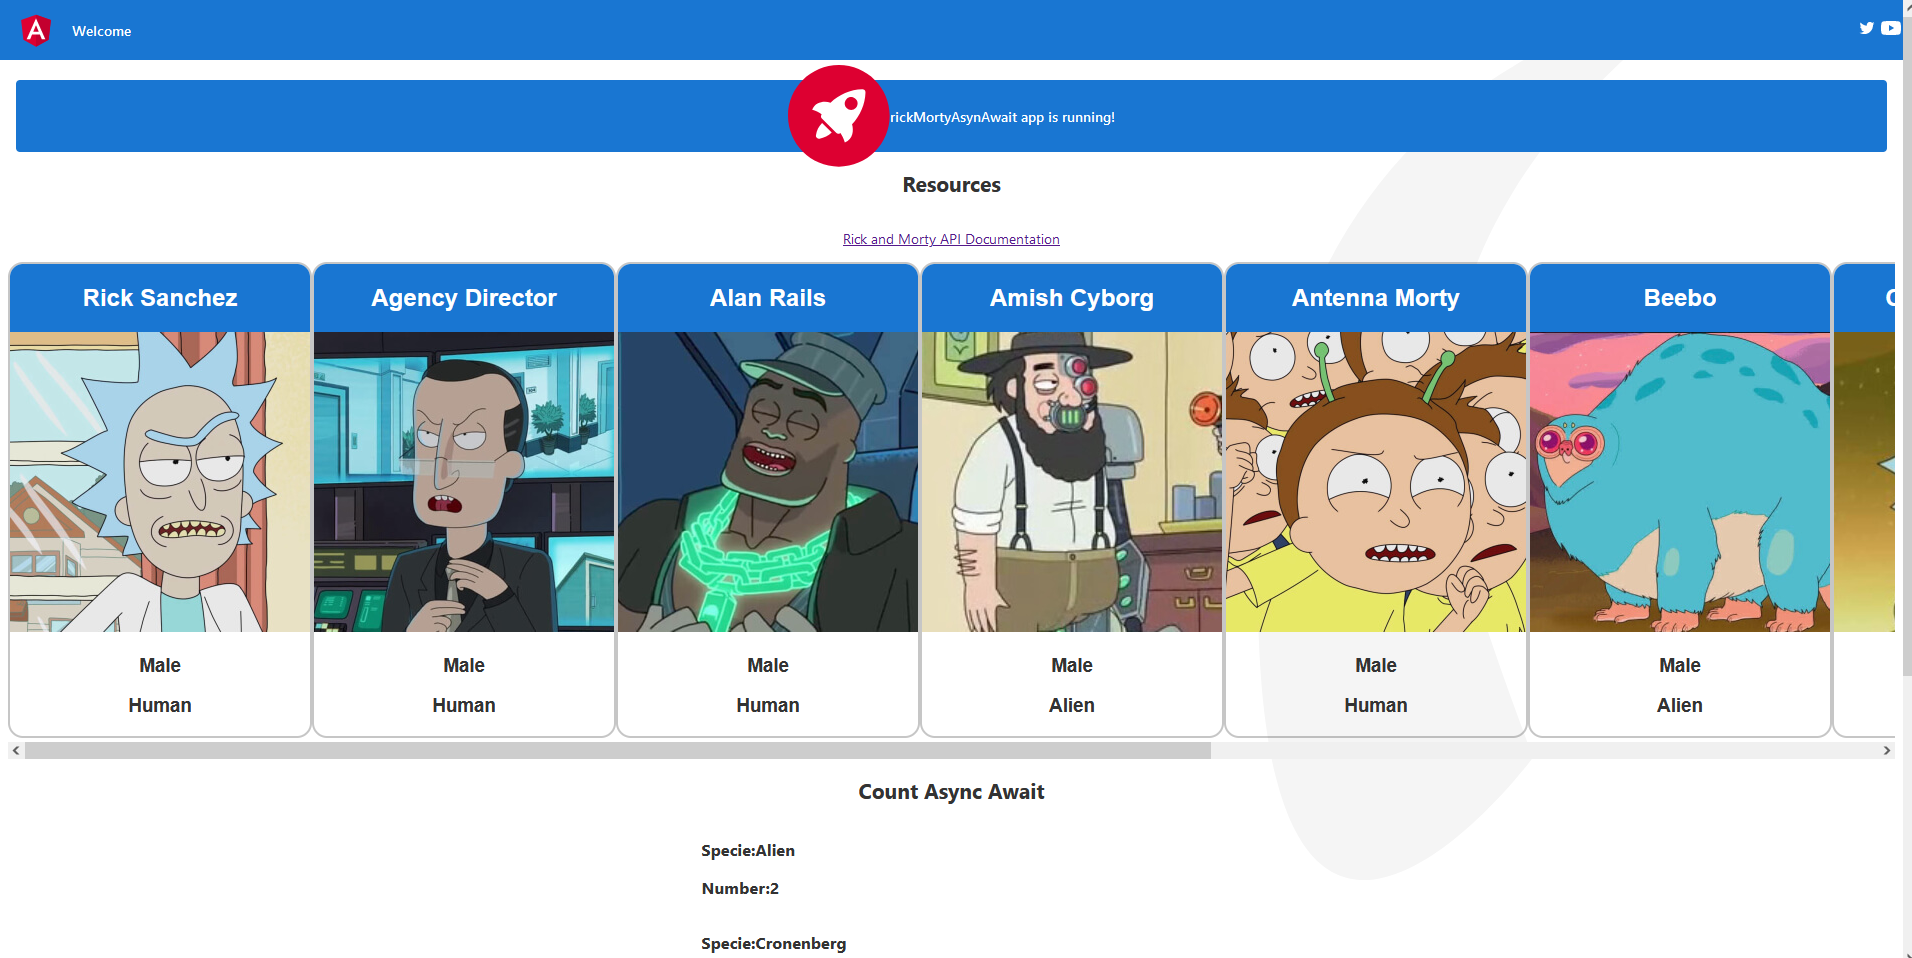 Welcome
rickMortyAsynAwait app is running!
Resources
Rick and Morty API Documentation
Rick Sanchez
Agency Director
Alan Rails
Amish Cyborg
Antenna Morty
Beebo
Male
Male
Male
Male
Male
Male
Human
Human
Human
Alien
Human
Alien
Count Async Await
Specie:Alien
Number:2
Specie:Cronenberg